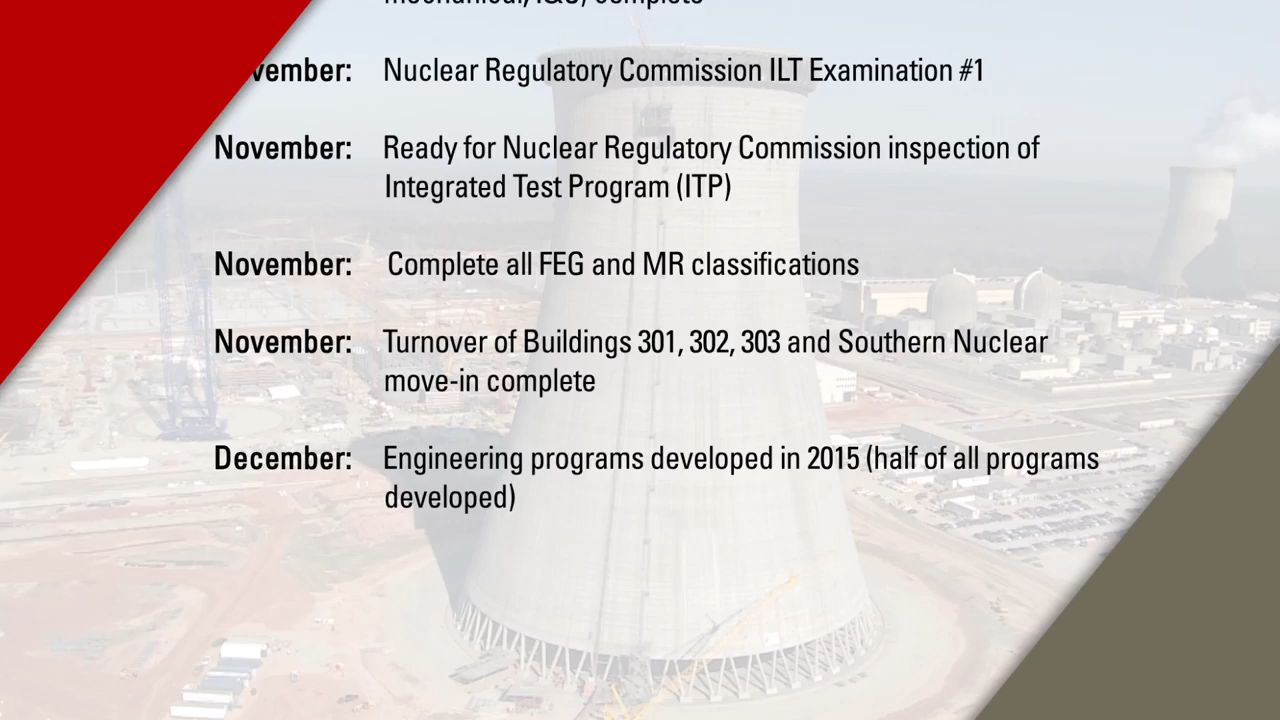 complete
vember: Nuclear Regulatory Commission ILT Examination #1
November: Ready for Nuclear Regulatory Commission inspection of
Integrated Test Program (ITP)
November: Complete all FEG and MR classifications
November: Turnover of Buildings 301, 302, 303 and Southern Nuclear
move-in complete
December: Engineering programs developed in 2015 (half of all programs
developed)